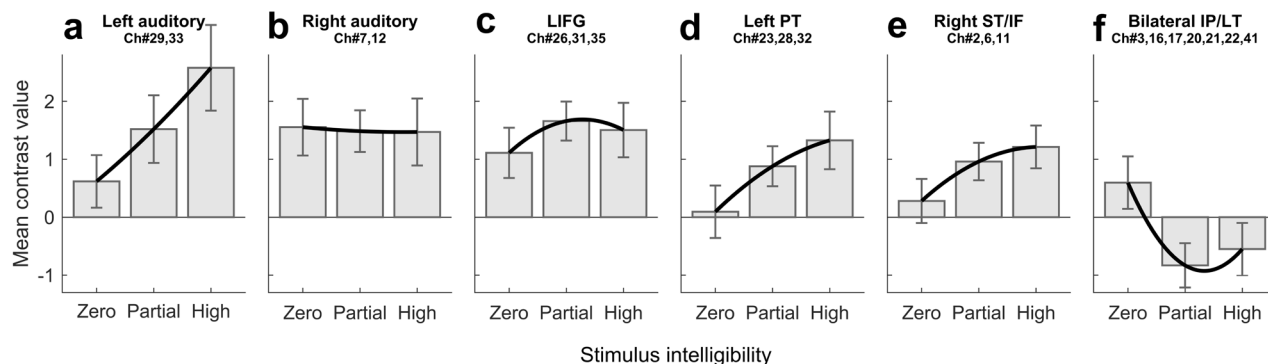 a
Left auditory
Ch#29,33
b
Right auditory
Ch#7,12
c
LIFG
Ch#26,31,35
d
Left PT
Ch#23,28,32
e
Right ST/IF
Ch#2,6,11
f
Bilateral IP/LT
Ch#3,16,17,20,21,22,41
Mean contrast value
2
1
0
-1
Zero Partial High
Zero Partial High
Zero Partial High
Zero Partial High
Zero Partial High
Zero Partial High
Stimulus intelligibility